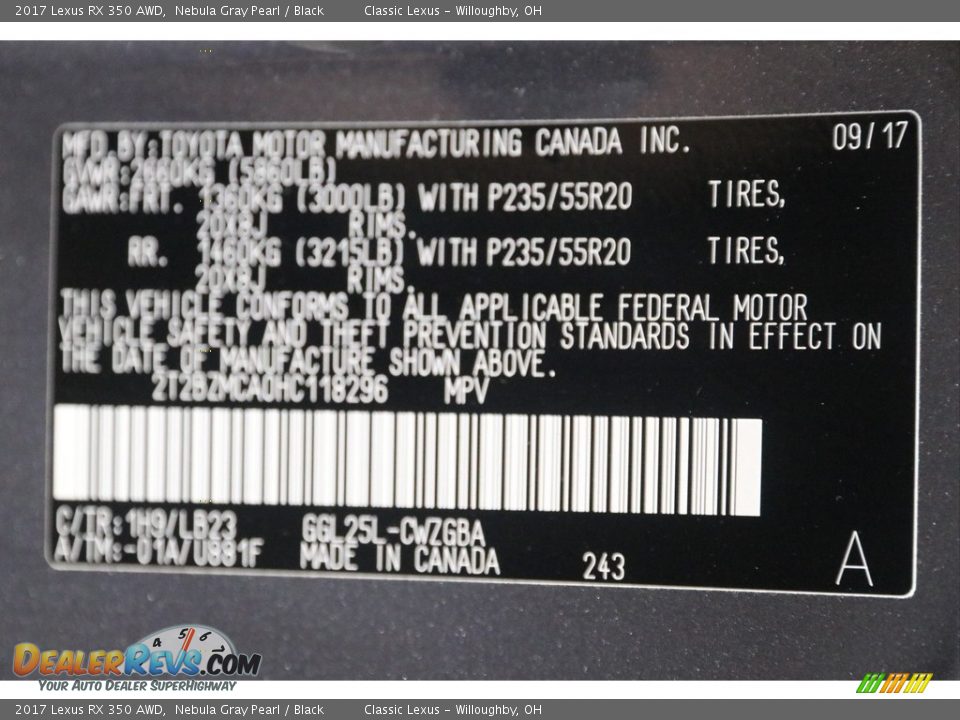 2017 Lexus RX 350 AWD, Nebula Gray Pearl / Black Classic Lexus - Willoughby, OH
MFD BY:TOYOTA MOTOR MANUFACTURING CANADA INC. 09/17
GVWR:2660KG (5860LB)
GAWR:FRT. 1360KG (3000LB) WITH P235/55R20 TIRES,
20X8J RIMS.
RR. 1460KG (3215LB) WITH P235/55R20 TIRES,
20X8J RIMS.
THIS VEHICLE CONFORMS TO ALL APPLICABLE FEDERAL MOTOR
VEHICLE SAFETY AND THEFT PREVENTION STANDARDS IN EFFECT ON
THE DATE OF MANUFACTURE SHOWN ABOVE.
2T2BZMCA0HC118296 MPV
C/TR:1H9/LB23 GGL25L-CWZGBA
A/TM:-01A/U881F MADE IN CANADA 243 A
4 5 6
DEALERREVS.COM
YOUR AUTO DEALER SUPERHIGHWAY
2017 Lexus RX 350 AWD, Nebula Gray Pearl / Black Classic Lexus - Willoughby, OH